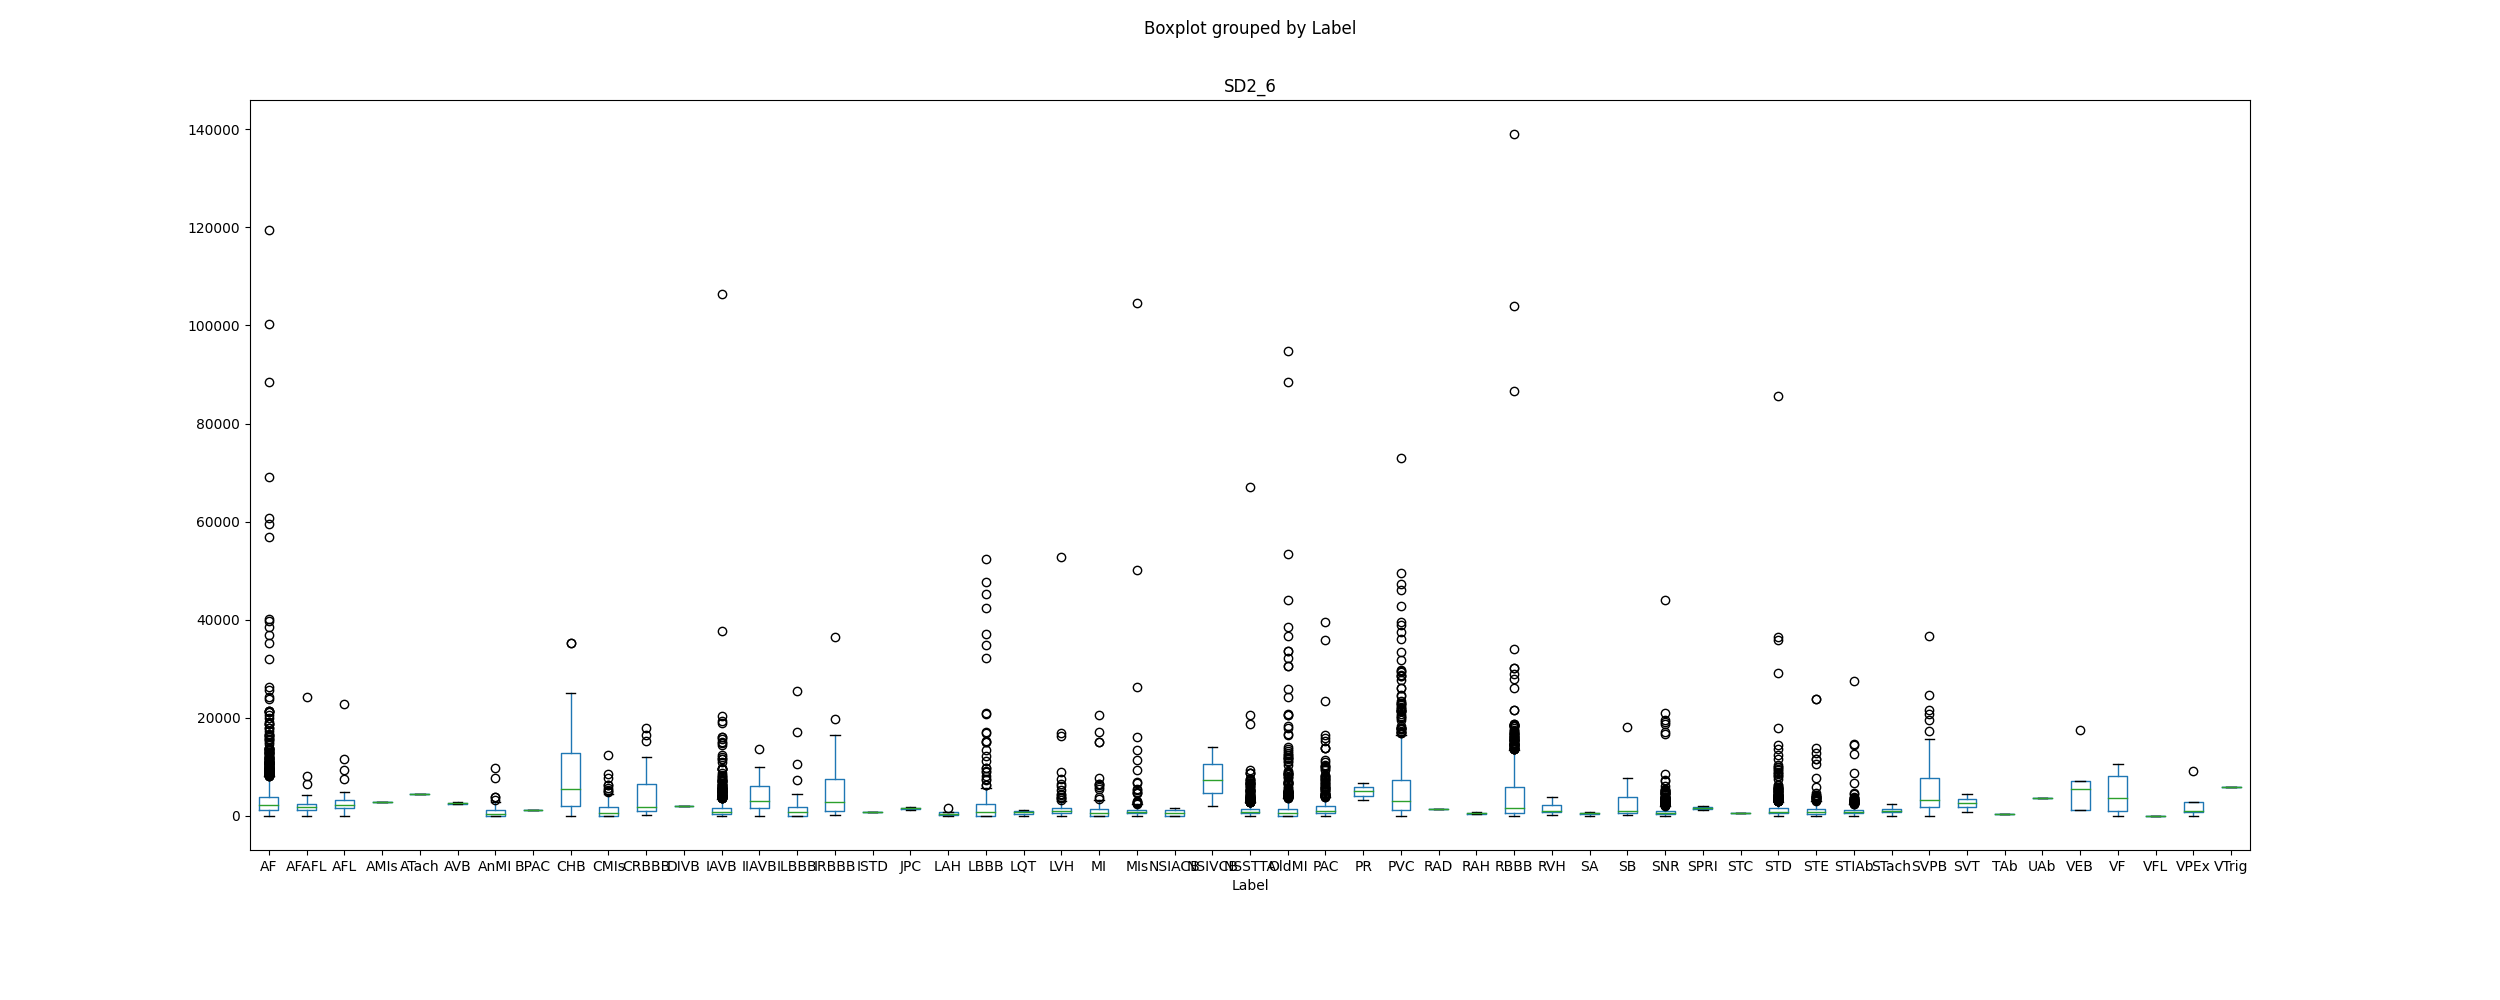 Boxplot grouped by Label
SD2_6
140000
120000
100000
80000
60000
40000
20000
0
AF AFAFL AFL AMIs ATach AVB AnMI BPAC CHB CMIs CRBBB DIVB IAVB IIAVB ILBBB IRBBB ISTD JPC LAH LBBB LQT LVH MI MIs NSIACB NSIVCB NSSTTA OldMI PAC PR PVC RAD RAH RBBB RVH SA SB SNR SPRI STC STD STE STIAb STach SVPB SVT TAb UAb VEB VF VFL VPEx VTrig
Label